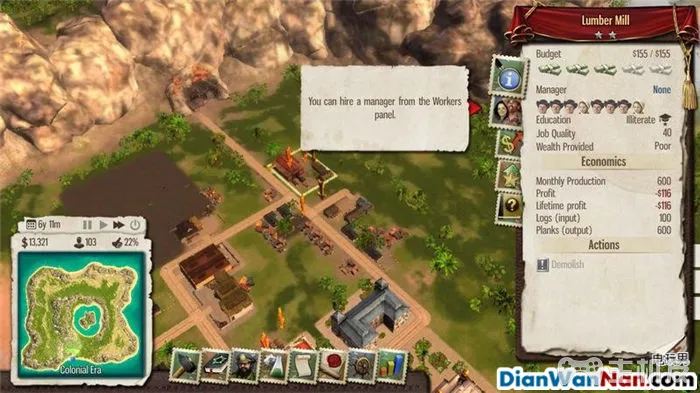 Lumber Mill
Budget $155 / $155
Manager None
Education Illiterate
Job Quality 40
Wealth Provided Poor
Economics
Monthly Production 600
Profit -$116
Lifetime profit -$116
Logs (input) 100
Planks (output) 600
Actions
Demolish
You can hire a manager from the Workers
panel.
6y 11m
$13,321 103 22%
Colonial Era
DianWanNan.com